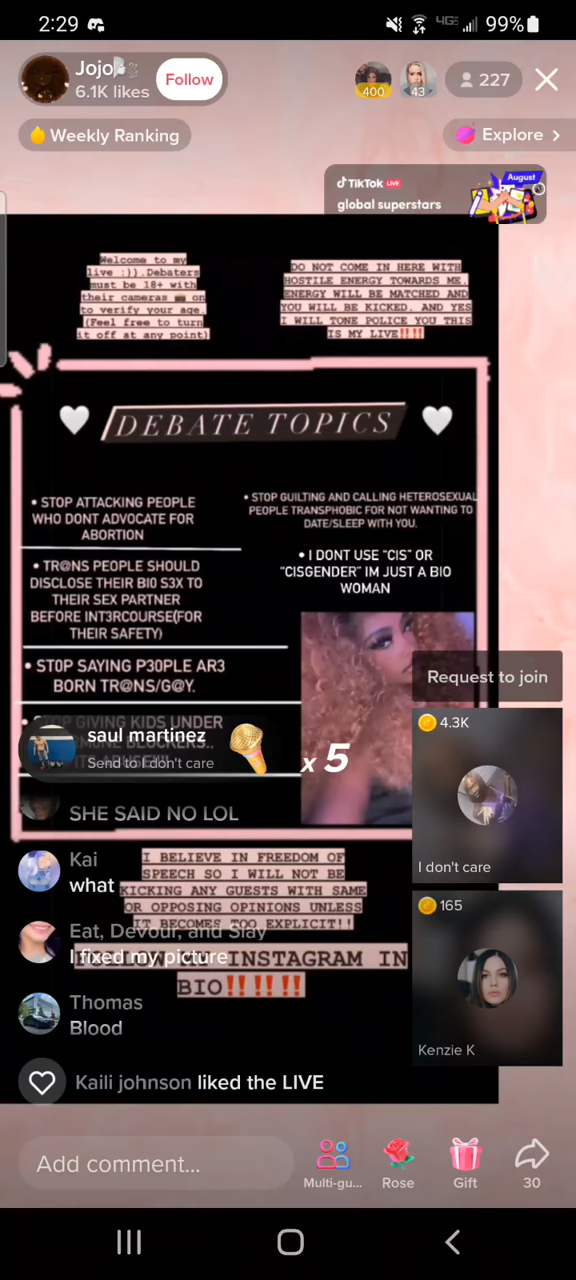 2:29
4GE
99%
Jojo
6.1K likes
Follow
400
43
227
Weekly Ranking
Explore >
TikTok LIVE
August
global superstars
Welcome to my
live :)).Debaters
must be 18+ with
their cameras 📷 on
to verify your age.
(Feel free to turn
it off at any point)
DO NOT COME IN HERE WITH
HOSTILE ENERGY TOWARDS ME.
ENERGY WILL BE MATCHED AND
YOU WILL BE KICKED. AND YES
I WILL TONE POLICE YOU THIS
IS MY LIVE‼️‼️
DEBATE TOPICS
• STOP ATTACKING PEOPLE
WHO DONT ADVOCATE FOR
ABORTION
• TR@NS PEOPLE SHOULD
DISCLOSE THEIR BI0 S3X TO
THEIR SEX PARTNER
BEFORE INT3RCOURSE(FOR
THEIR SAFETY)
• ST0P SAYING P30PLE AR3
BORN TR@NS/G@Y.
• STOP GIVING KIDS UNDER
• STOP GUILTING AND CALLING HETEROSEXUAL
PEOPLE TRANSPHOBIC FOR NOT WANTING TO
DATE/SLEEP WITH YOU.
• I DONT USE "CIS" OR
"CISGENDER" IM JUST A BIO
WOMAN
Request to join
4.3K
I don't care
165
Kenzie K
saul martinez
Send to I don't care
x 5
SHE SAID NO LOL
Kai
what
I BELIEVE IN FREEDOM OF
SPEECH SO I WILL NOT BE
KICKING ANY GUESTS WITH SAME
OR OPPOSING OPINIONS UNLESS
IT BECOMES TOO EXPLICIT!!
Eat, Devour, and Slay
I fixed my picture
INSTAGRAM IN
BIO‼️‼️‼️
Thomas
Blood
Kaili johnson liked the LIVE
Add comment...
Multi-gu...
Rose
Gift
30